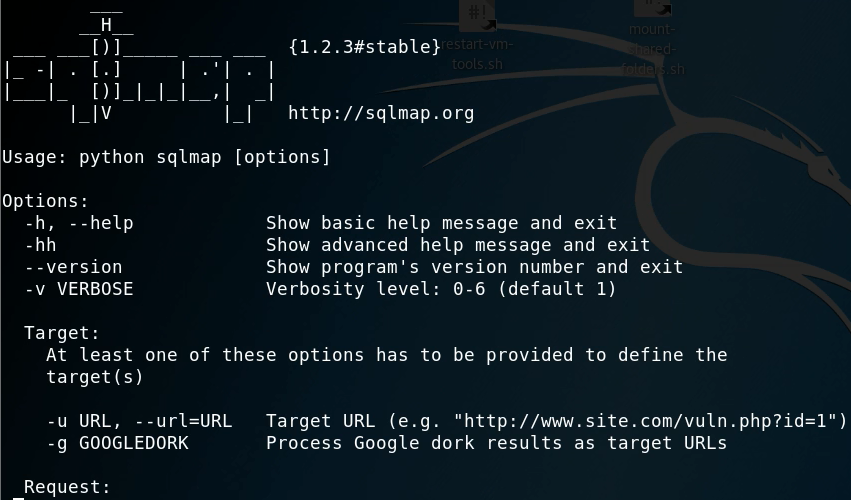 ___
       __H__
 ___ ___[)]_____ ___ ___  {1.2.3#stable}
|_ -| . [.]     | .'| . |
|___|_  [)]_|_|_|__,|  _|
      |_|V          |_|   http://sqlmap.org
#!
restart-vm-
tools.sh
#!
mount-
shared-
folders.sh
Usage: python sqlmap [options]
Options:
  -h, --help            Show basic help message and exit
  -hh                   Show advanced help message and exit
  --version             Show program's version number and exit
  -v VERBOSE            Verbosity level: 0-6 (default 1)
  Target:
    At least one of these options has to be provided to define the
    target(s)
    -u URL, --url=URL   Target URL (e.g. "http://www.site.com/vuln.php?id=1")
    -g GOOGLEDORK       Process Google dork results as target URLs
  Request: